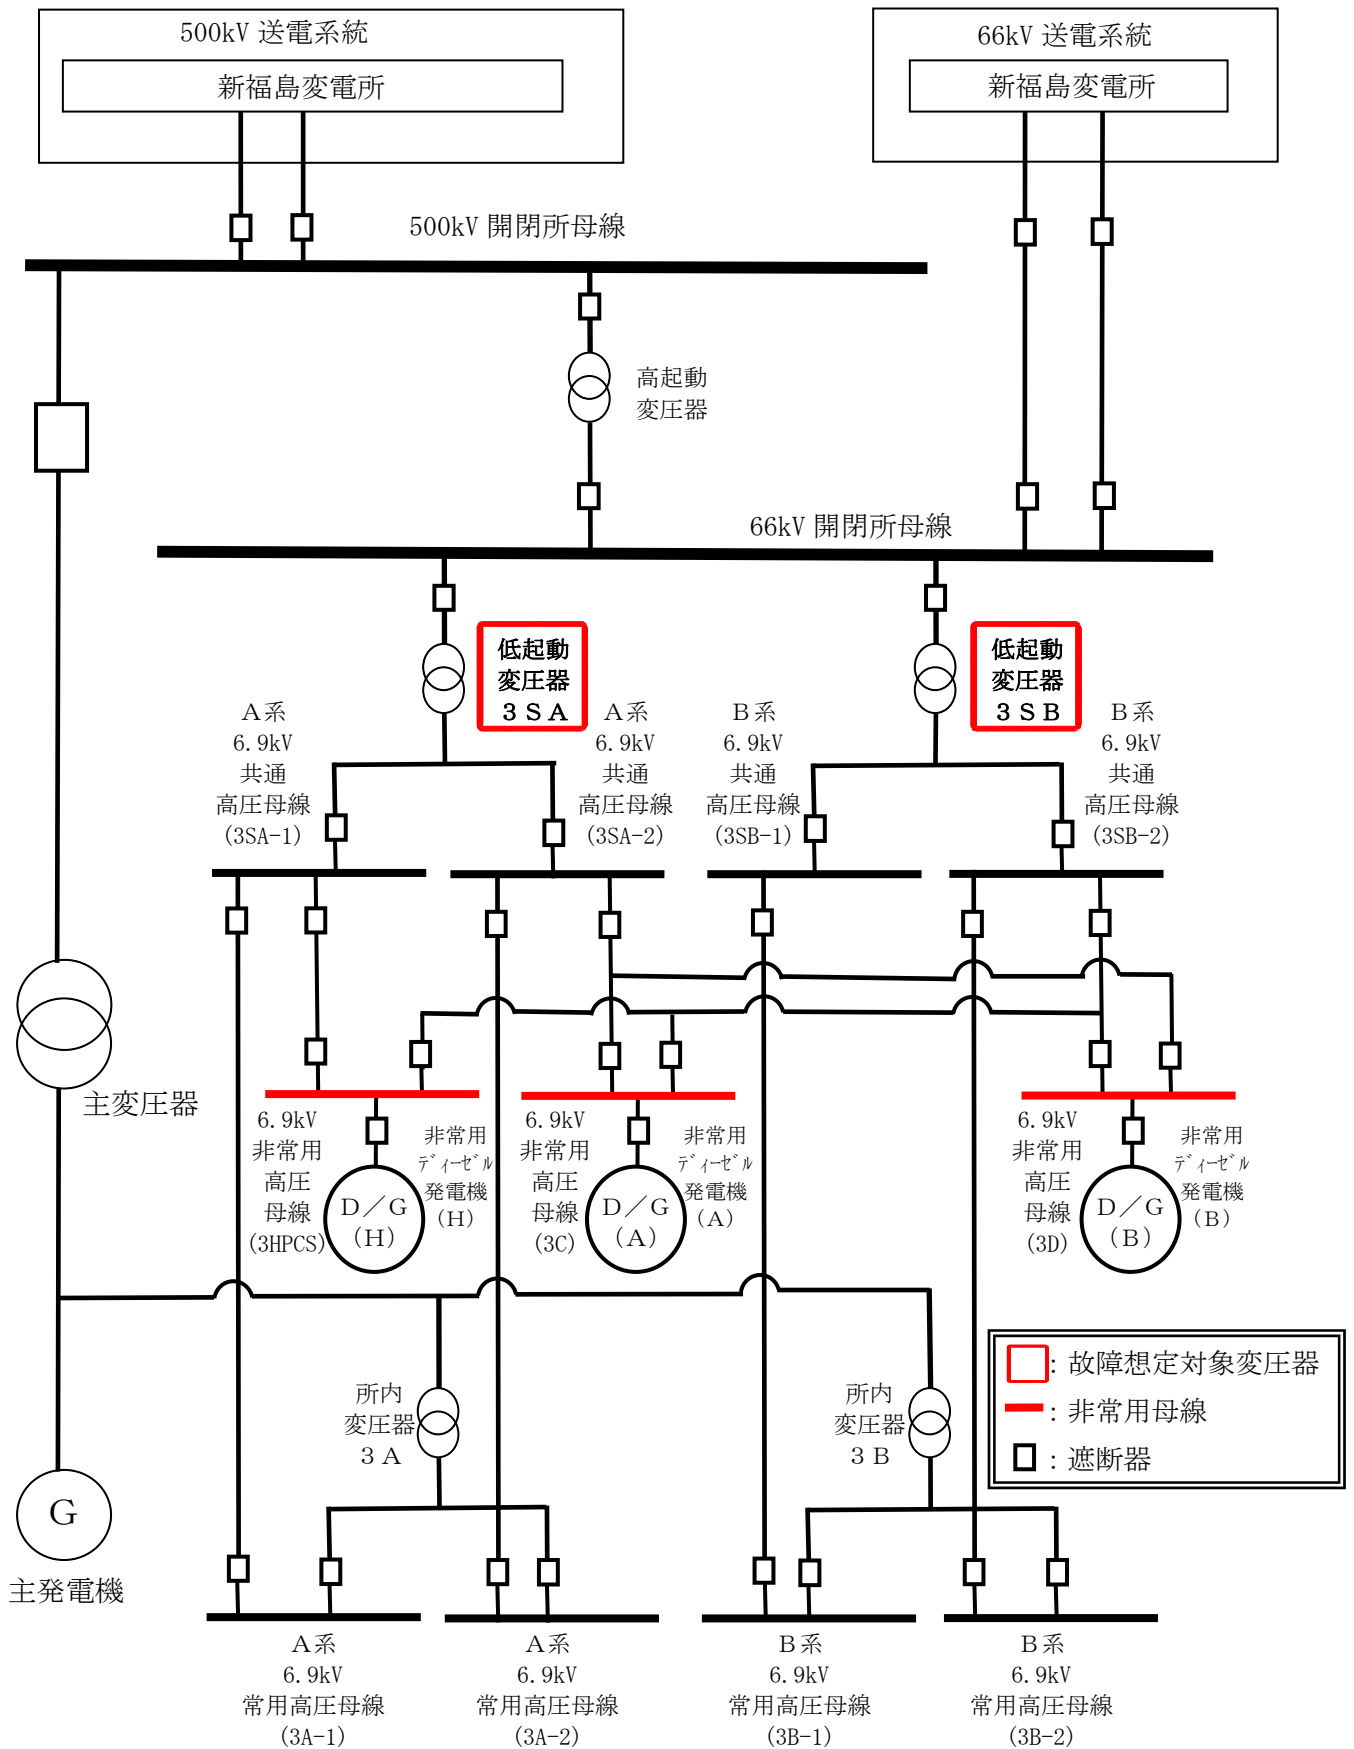 500kV 送電系統
新福島変電所
66kV 送電系統
新福島変電所
500kV 開閉所母線
高起動
変圧器
66kV 開閉所母線
低起動
変圧器
3SA
低起動
変圧器
3SB
A系
6.9kV
共通
高圧母線
(3SA-1)
A系
6.9kV
共通
高圧母線
(3SA-2)
B系
6.9kV
共通
高圧母線
(3SB-1)
B系
6.9kV
共通
高圧母線
(3SB-2)
主変圧器
6.9kV
非常用
高圧
母線
(3HPCS)
D/G
(H)
非常用
ディーゼル
発電機
(H)
6.9kV
非常用
高圧
母線
(3C)
D/G
(A)
非常用
ディーゼル
発電機
(A)
6.9kV
非常用
高圧
母線
(3D)
D/G
(B)
非常用
ディーゼル
発電機
(B)
:故障想定対象変圧器
:非常用母線
:遮断器
所内
変圧器
3A
所内
変圧器
3B
G
主発電機
A系
6.9kV
常用高圧母線
(3A-1)
A系
6.9kV
常用高圧母線
(3A-2)
B系
6.9kV
常用高圧母線
(3B-1)
B系
6.9kV
常用高圧母線
(3B-2)